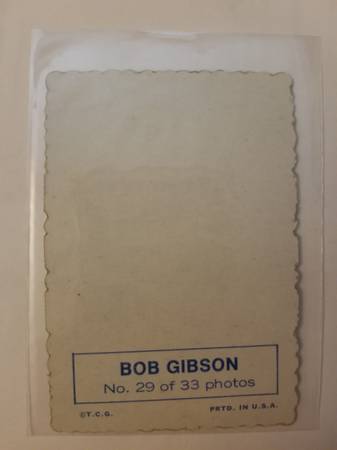 BOB GIBSON
No. 29 of 33 photos
©T.C.G.
PRTD. IN U.S.A.